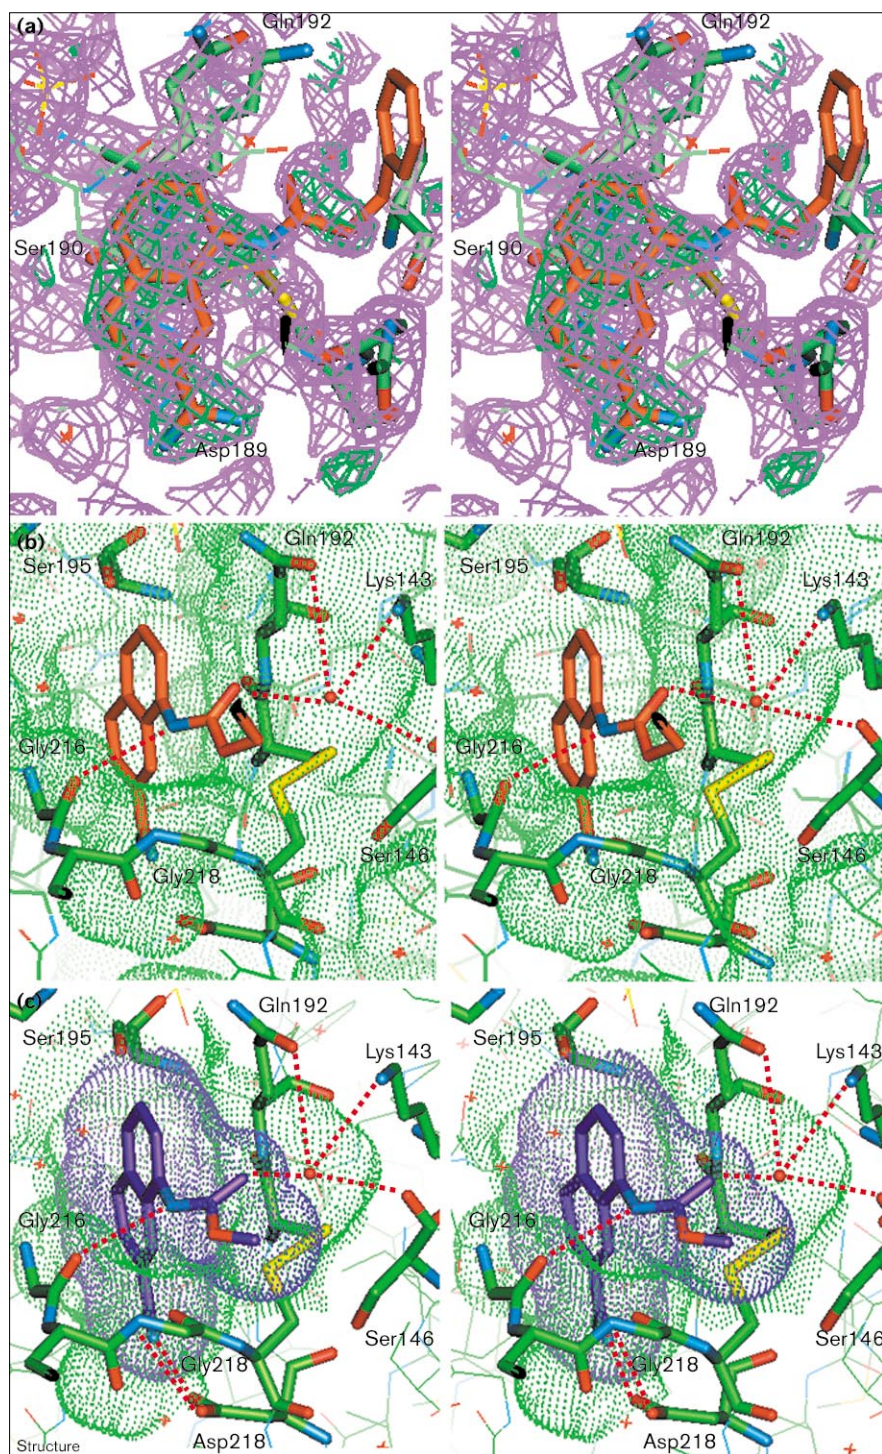 (a)
Gln192
Gln192
Ser190
Ser190
Asp189
Asp189
(b)
Gln192
Gln192
Ser195
Ser195
Lys143
Lys143
Gly216
Gly216
Ser146
Ser146
Gly218
Gly218
(c)
Gln192
Gln192
Ser195
Ser195
Lys143
Lys143
Gly216
Gly216
Ser146
Ser146
Gly218
Gly218
Asp218
Asp218
Structure